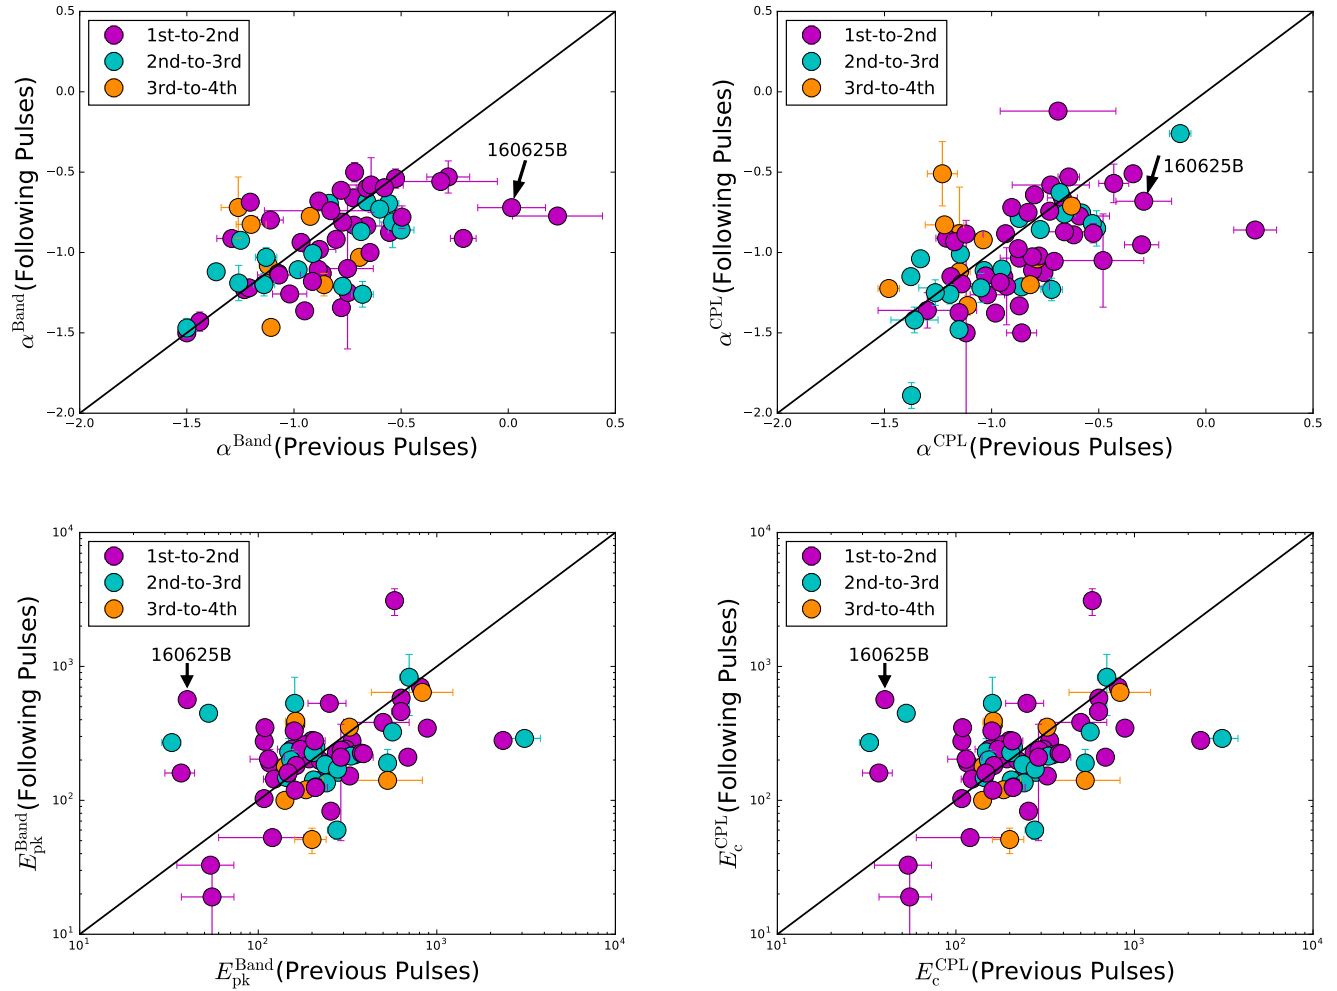 0.5
0.0
−0.5
−1.0
−1.5
−2.0
−2.0 −1.5 −1.0 −0.5 0.0 0.5
α^Band(Following Pulses)
α^Band(Previous Pulses)
1st-to-2nd
2nd-to-3rd
3rd-to-4th
160625B
0.5
0.0
−0.5
−1.0
−1.5
−2.0
−2.0 −1.5 −1.0 −0.5 0.0 0.5
α^CPL(Following Pulses)
α^CPL(Previous Pulses)
1st-to-2nd
2nd-to-3rd
3rd-to-4th
160625B
10^4
10^3
10^2
10^1
10^1 10^2 10^3 10^4
E_pk^Band(Following Pulses)
E_pk^Band(Previous Pulses)
1st-to-2nd
2nd-to-3rd
3rd-to-4th
160625B
10^4
10^3
10^2
10^1
10^1 10^2 10^3 10^4
E_c^CPL(Following Pulses)
E_c^CPL(Previous Pulses)
1st-to-2nd
2nd-to-3rd
3rd-to-4th
160625B